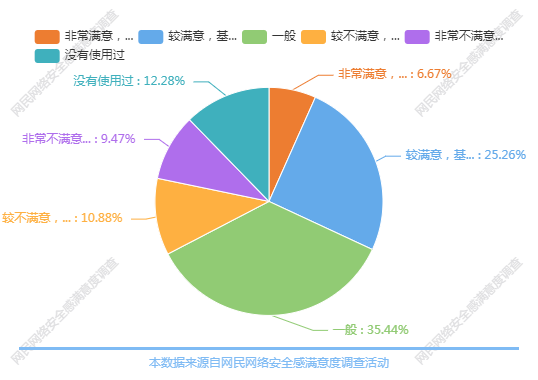 非常满意，... 较满意，基... 一般 较不满意，... 非常不满意...
没有使用过
没有使用过 : 12.28%
非常满意，... : 6.67%
非常不满意... : 9.47%
较满意，基... : 25.26%
较不满意，... : 10.88%
一般 : 35.44%
本数据来源自网民网络安全感满意度调查活动
网民网络安全感满意度调查
网民网络安全感满意度调查
网民网络安全感满意度调查
网民网络安全感满意度调查